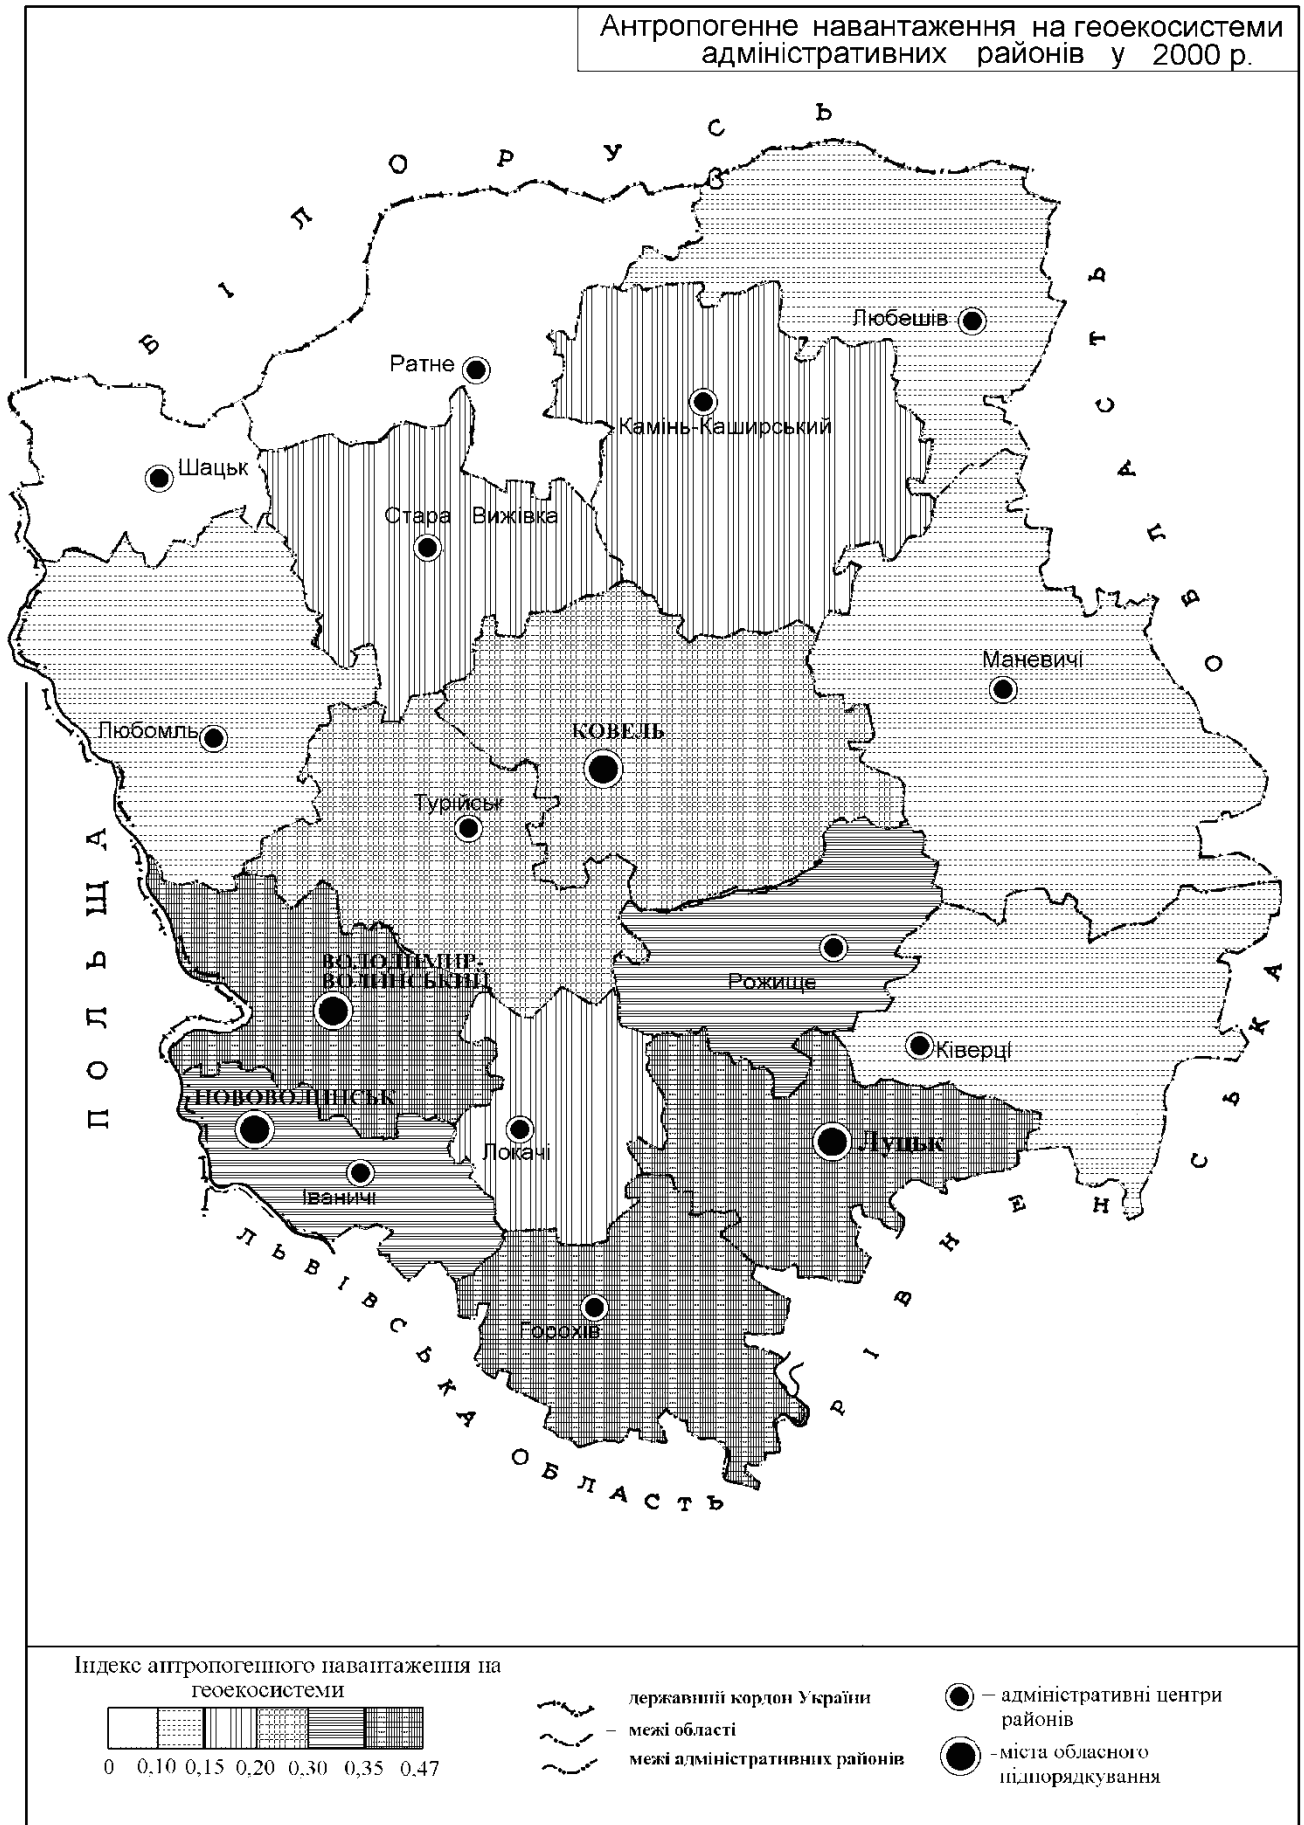 Антропогенне навантаження на геоекосистеми
адміністративних районів у 2000 р.
БІЛОРУСЬ
Любешів
Ратне
Камінь-Каширський
Шацьк
Стара Вижівка
Маневичі
Любомль
КОВЕЛЬ
Турійськ
ПОЛЬЩА
ВОЛОДИМИР-
ВОЛИНСЬКИЙ
Рожище
Ківерці
НОВОВОЛИНСЬК
Луцьк
Локачі
Іваничі
Горохів
ЛЬВІВСЬКА ОБЛАСТЬ
РІВНЕНСЬКА ОБЛАСТЬ
Індекс антропогенного навантаження на
геоекосистеми
0 0,10 0,15 0,20 0,30 0,35 0,47
державний кордон України
– межі області
межі адміністративних районів
– адміністративні центри
районів
-міста обласного
підпорядкування